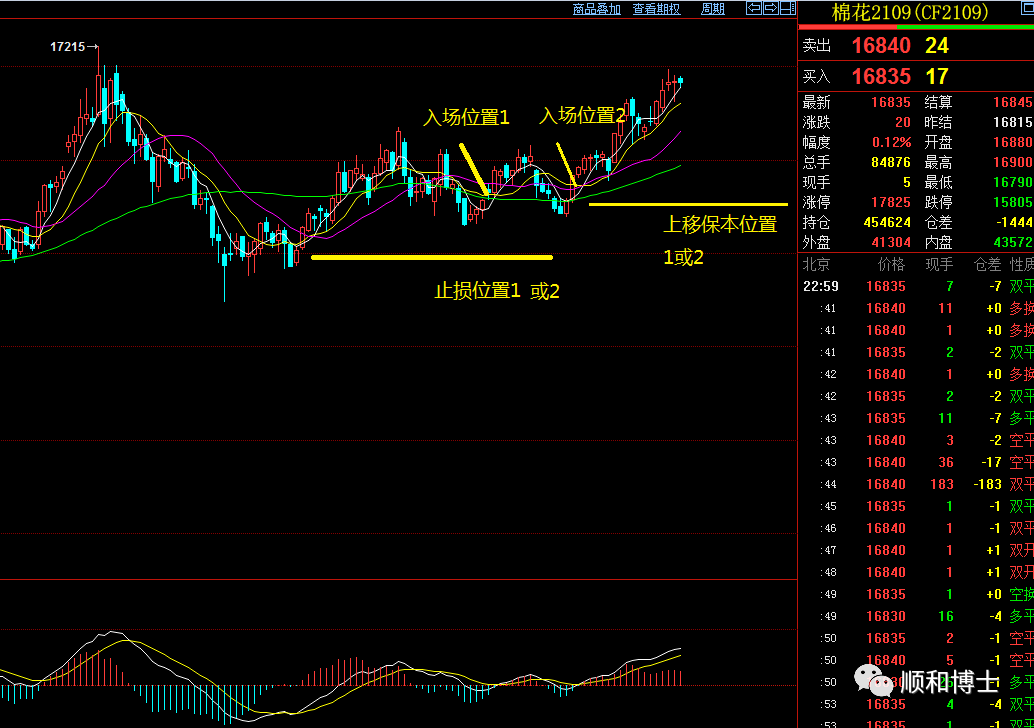 商品叠加 查看期权 周期
棉花2109(CF2109)
17215→
入场位置1
入场位置2
上移保本位置
1或2
止损位置1 或2
卖出 16840 24
买入 16835 17
最新 16835 结算 16845
涨跌 20 昨结 16815
幅度 0.12% 开盘 16880
总手 84876 最高 16900
现手 5 最低 16790
涨停 17825 跌停 15805
持仓 454624 仓差 -1444
外盘 41304 内盘 43572
北京 价格 现手 仓差 性质
22:59 16835 7 -7 双平
:41 16840 11 +0 多换
:41 16840 1 +0 多换
:41 16835 2 -2 双平
:42 16840 1 +0 多换
:42 16835 2 -2 双平
:43 16835 11 -7 多平
:43 16840 3 -2 空平
:43 16840 36 -17 空平
:44 16840 183 -183 双平
:45 16835 1 -1 双平
:46 16840 1 -1 双平
:47 16840 1 +1 双开
:48 16840 1 +1 双开
:49 16835 1 +0 空换
:49 16830 16 -4 多平
:50 16835 2 -1 空平
:50 16840 5 -1 空平
:50 多平
:53 16835 4 -4 双平
:53 16835 1 -1 双平
顺和博士